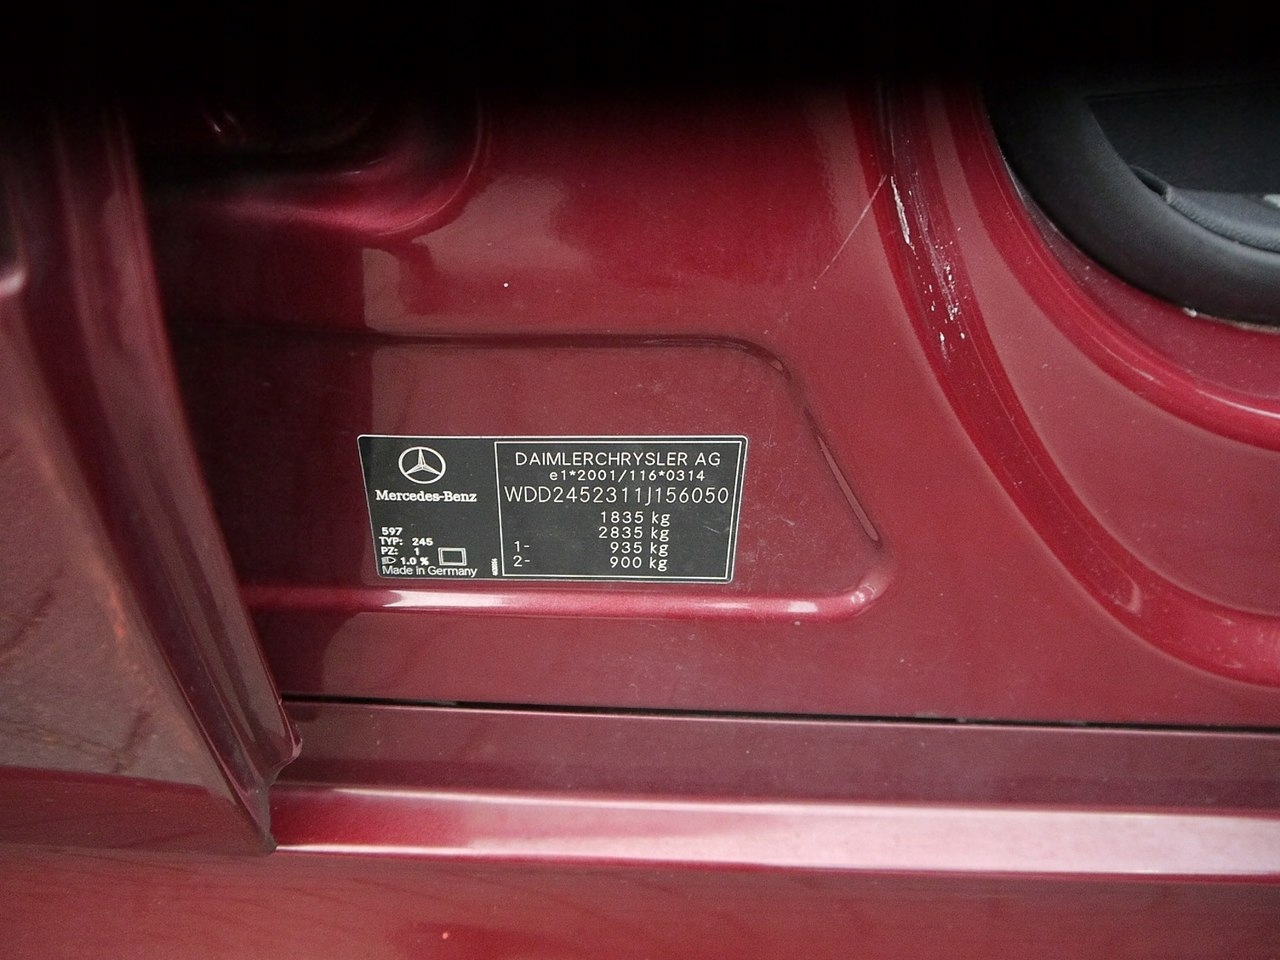 Mercedes-Benz
597
TYP: 245
PZ: 1
1.0 %
Made in Germany
DAIMLERCHRYSLER AG
e1*2001/116*0314
WDD2452311J156050
1835 kg
2835 kg
1- 935 kg
2- 900 kg